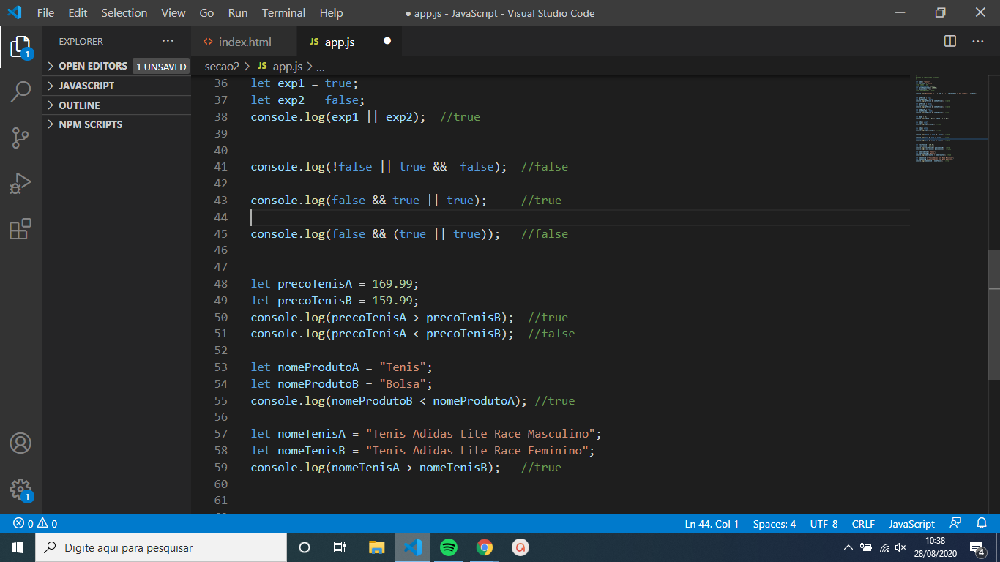 File Edit Selection View Go Run Terminal Help ● app.js - JavaScript - Visual Studio Code
EXPLORER ...
<> index.html
JS app.js ●
1
OPEN EDITORS 1 UNSAVED
JAVASCRIPT
OUTLINE
NPM SCRIPTS
secao2 > JS app.js > ...
36 let exp1 = true;
37 let exp2 = false;
38 console.log(exp1 || exp2);  //true
39
40
41 console.log(!false || true &&  false);  //false
42
43 console.log(false && true || true);     //true
44
45 console.log(false && (true || true));   //false
46
47
48 let precoTenisA = 169.99;
49 let precoTenisB = 159.99;
50 console.log(precoTenisA > precoTenisB);  //true
51 console.log(precoTenisA < precoTenisB);  //false
52
53 let nomeProdutoA = "Tenis";
54 let nomeProdutoB = "Bolsa";
55 console.log(nomeProdutoB < nomeProdutoA); //true
56
57 let nomeTenisA = "Tenis Adidas Lite Race Masculino";
58 let nomeTenisB = "Tenis Adidas Lite Race Feminino";
59 console.log(nomeTenisA > nomeTenisB);   //true
60
61
1
0 0
Ln 44, Col 1 Spaces: 4 UTF-8 CRLF JavaScript
Digite aqui para pesquisar
10:38
28/08/2020
4